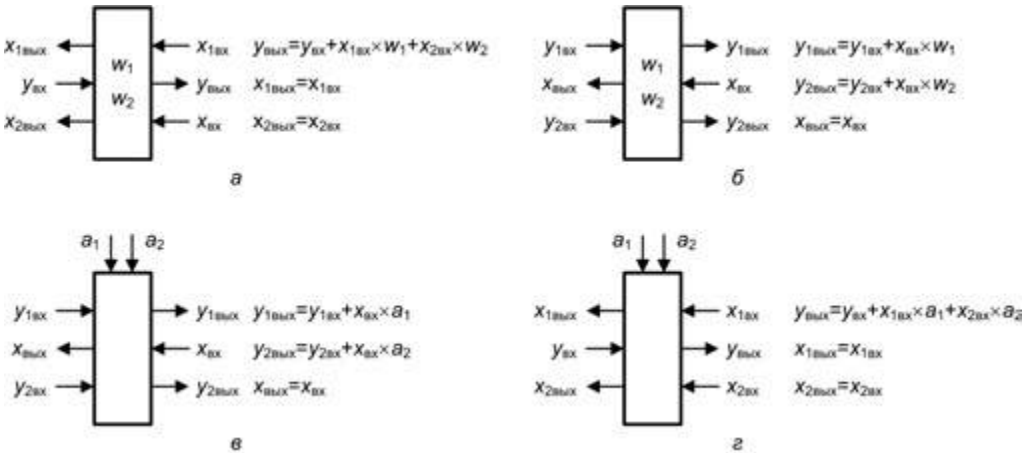 x₁вых x₁вх yвых=yвх+x₁вх×w₁+x₂вх×w₂
w₁
yвх yвых x₁вых=x₁вх
w₂
x₂вых xвх x₂вых=x₂вх
а
y₁вх y₁вых y₁вых=y₁вх+xвх×w₁
w₁
xвых xвх y₂вых=y₂вх+xвх×w₂
w₂
y₂вх y₂вых xвых=xвх
б
a₁ a₂
y₁вх y₁вых y₁вых=y₁вх+xвх×a₁
xвых xвх y₂вых=y₂вх+xвх×a₂
y₂вх y₂вых xвых=xвх
в
a₁ a₂
x₁вых x₁вх yвых=yвх+x₁вх×a₁+x₂вх×a₂
yвх yвых x₁вых=x₁вх
x₂вых x₂вх x₂вых=x₂вх
г